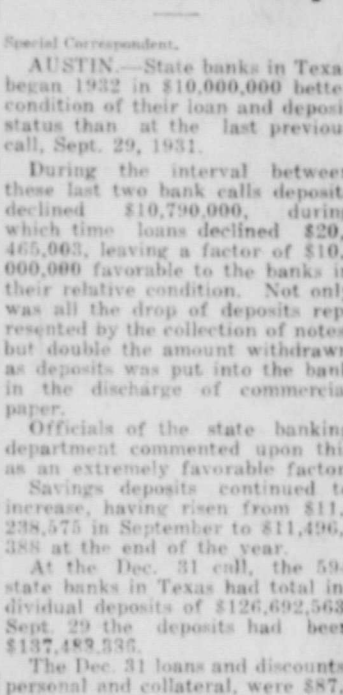 Special Correspondent.
AUSTIN.—State banks in Texa
began 1932 in $10,000,000 bette
condition of their loan and deposi
status than at the last previou
call, Sept. 29, 1931.
During the interval betwee
these last two bank calls deposit
declined $10,790,000, durin
which time loans declined $20,
465,003, leaving a factor of $10,
000,000 favorable to the banks i
their relative condition. Not onl
was all the drop of deposits rep
resented by the collection of notes
but double the amount withdraw
as deposits was put into the ban
in the discharge of commercia
paper.
Officials of the state bankin
department commented upon thi
as an extremely favorable factor
Savings deposits continued t
increase, having risen from $11,
238,575 in September to $11,496,
388 at the end of the year.
At the Dec. 31 call, the 59
state banks in Texas had total in
dividual deposits of $126,692,563
Sept. 29 the deposits had bee
$137,483,336.
The Dec. 31 loans and discounts
personal and collateral, were $87,